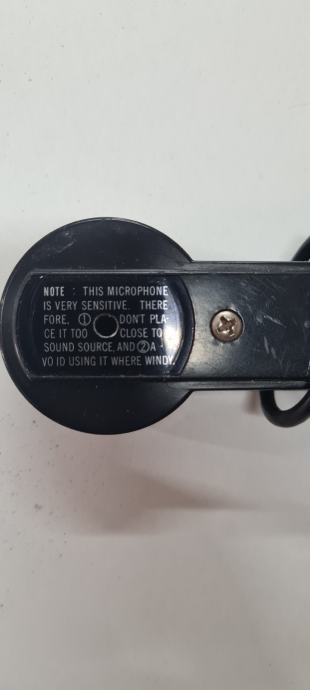 NOTE : THIS MICROPHONE
IS VERY SENSITIVE. THERE
FORE, ① DON'T PLA-
CE IT TOO CLOSE TO
SOUND SOURCE, AND ② A -
VO ID USING IT WHERE WINDY.